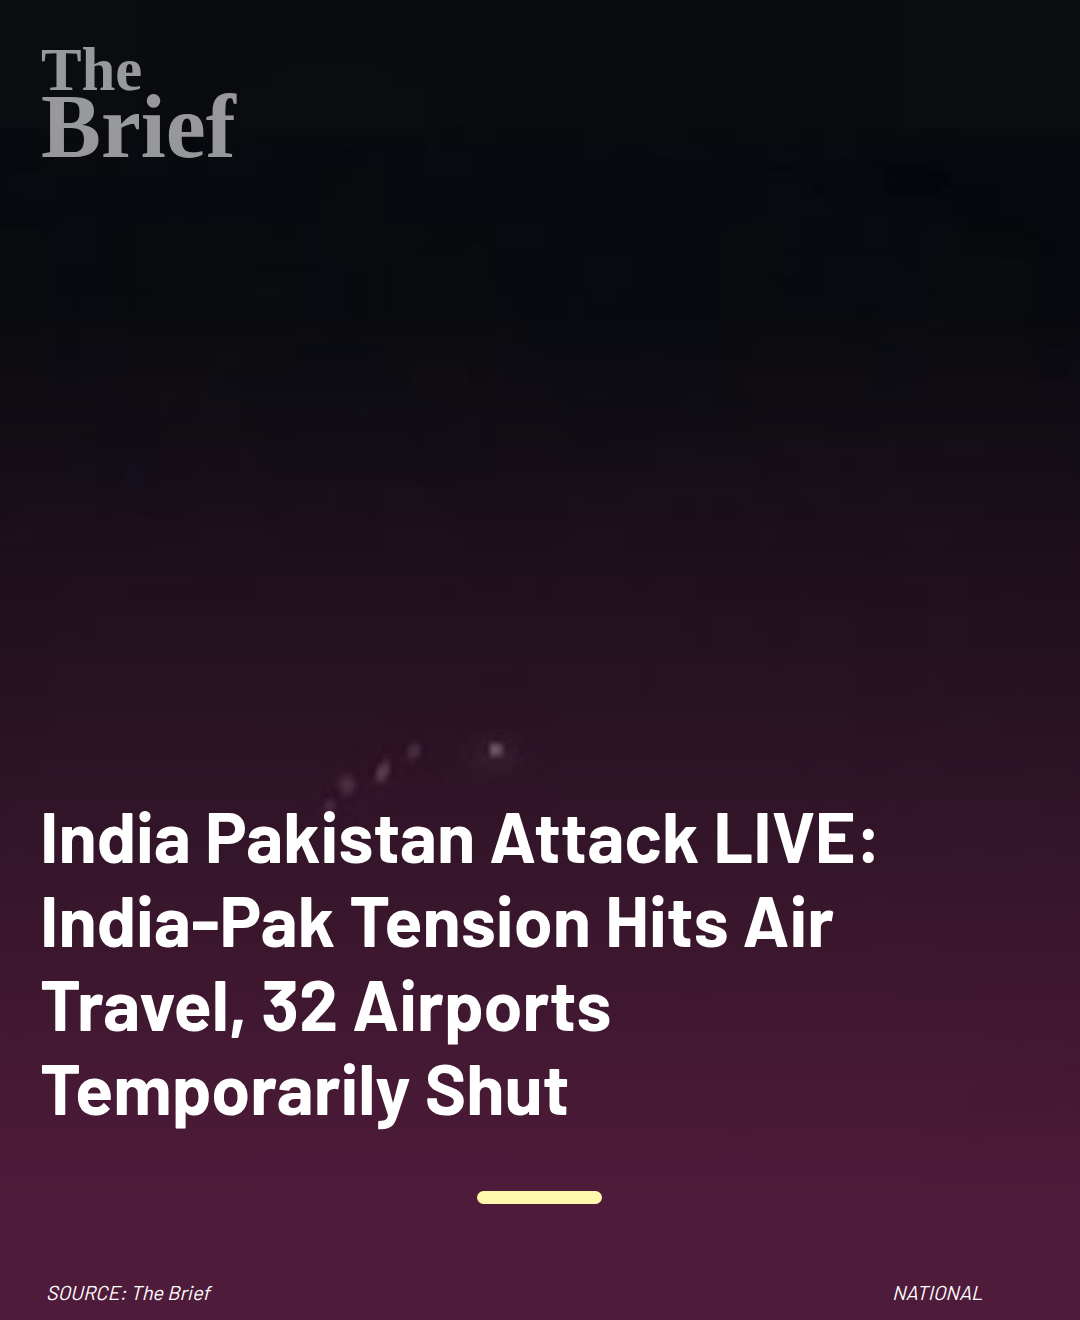 The
Brief
India Pakistan Attack LIVE:
India-Pak Tension Hits Air
Travel, 32 Airports
Temporarily Shut
SOURCE: The Brief
NATIONAL